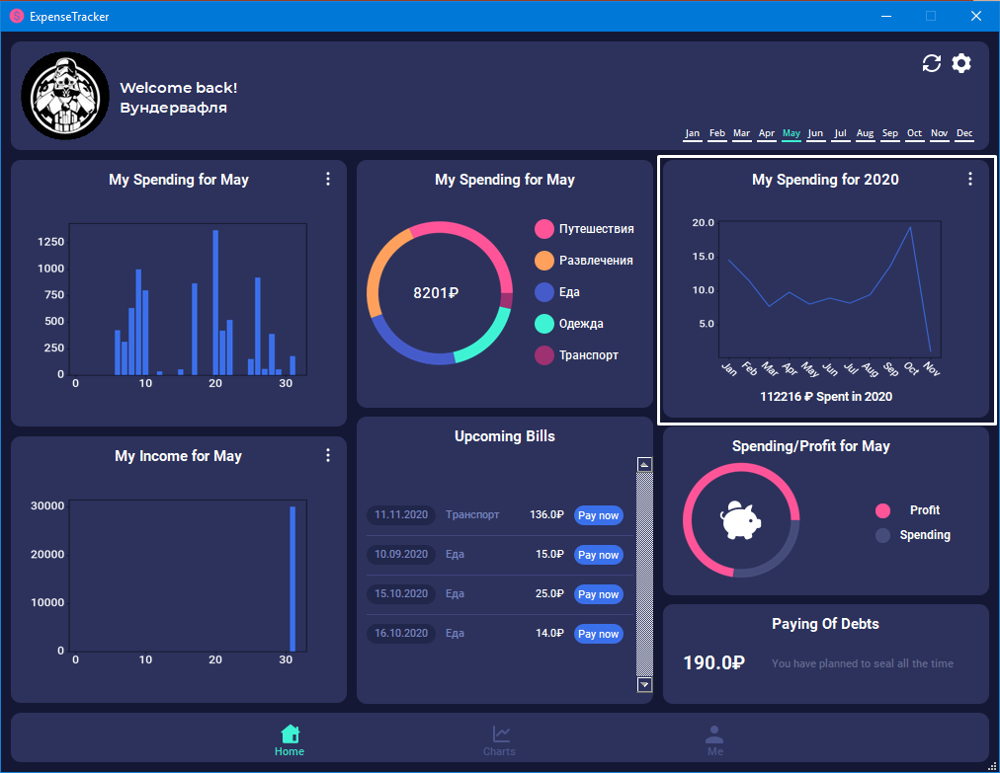 ExpenseTracker
Welcome back!
Вундервафля
Jan Feb Mar Apr May Jun Jul Aug Sep Oct Nov Dec
My Spending for May
1250
1000
750
500
250
0
0 10 20 30
My Spending for May
8201₽
Путешествия
Развлечения
Еда
Одежда
Транспорт
My Spending for 2020
20.0
15.0
10.0
5.0
Jan Feb Mar Apr May Jun Jul Aug Sep Oct Nov
112216 ₽ Spent in 2020
My Income for May
30000
20000
10000
0
0 10 20 30
Upcoming Bills
11.11.2020 Транспорт 136.0₽ Pay now
10.09.2020 Еда 15.0₽ Pay now
15.10.2020 Еда 25.0₽ Pay now
16.10.2020 Еда 14.0₽ Pay now
Spending/Profit for May
Profit
Spending
Paying Of Debts
190.0₽ You have planned to seal all the time
Home Charts Me